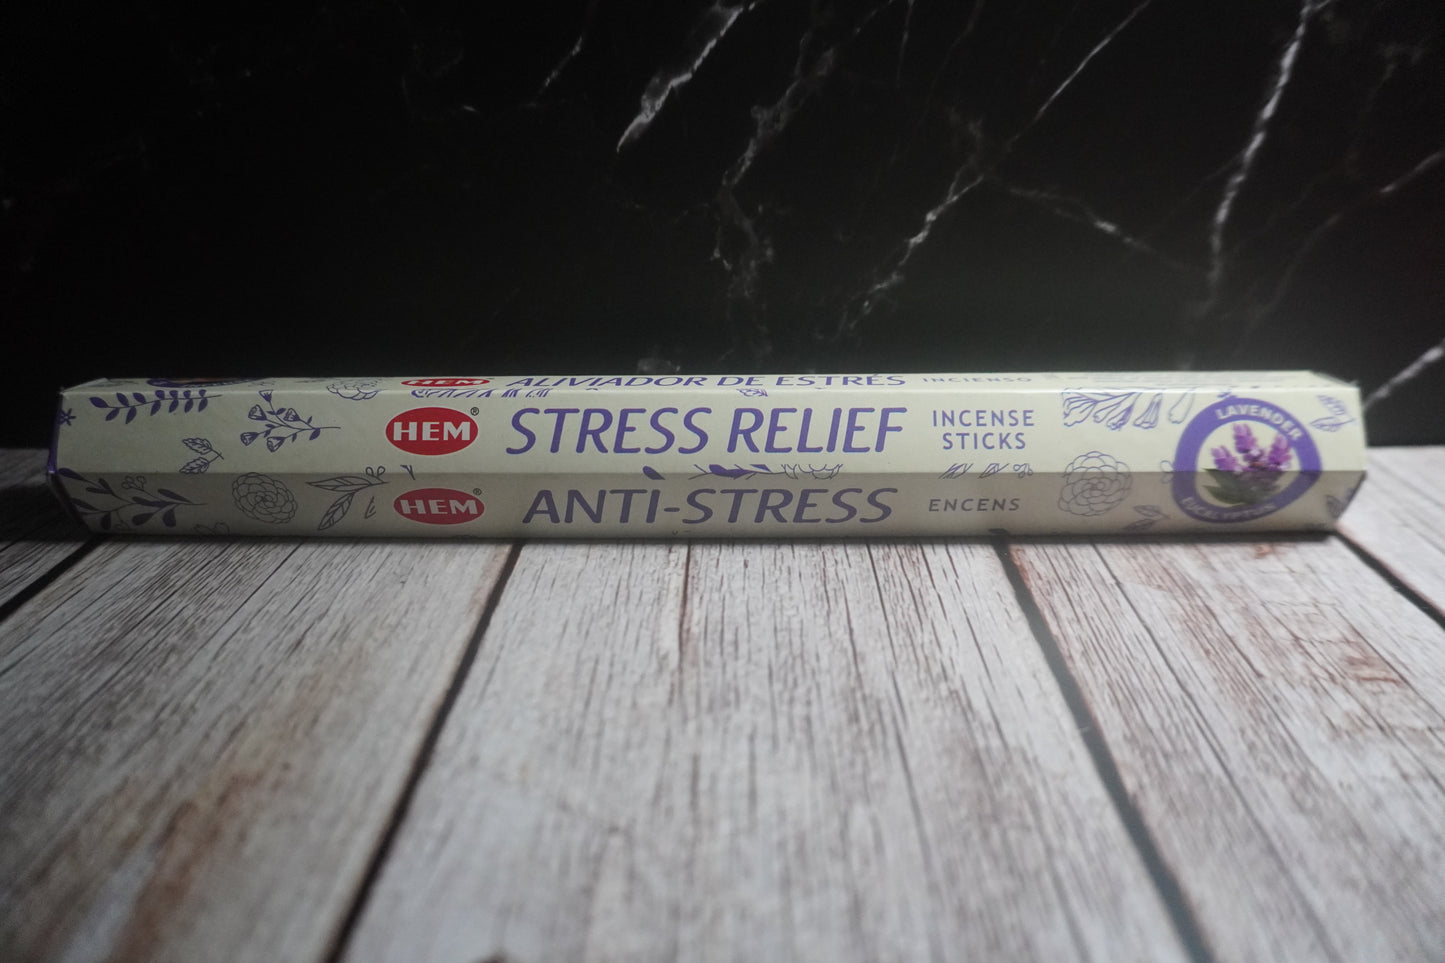 HEM ALIVIADOR DE ESTRÉS INCIENSO
HEM® STRESS RELIEF INCENSE
STICKS
HEM® ANTI-STRESS ENCENS
LAVENDER
EUCALYPTUS